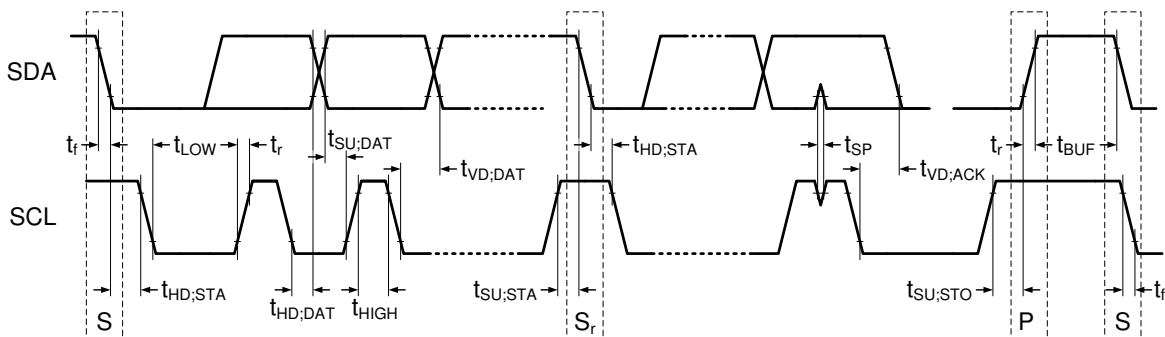 SDA
t_f t_LOW t_r t_SU;DAT t_VD;DAT t_HD;STA t_SP t_VD;ACK t_r t_BUF
SCL
t_HD;STA t_HD;DAT t_HIGH t_SU;STA t_SU;STO t_f
S S_r P S